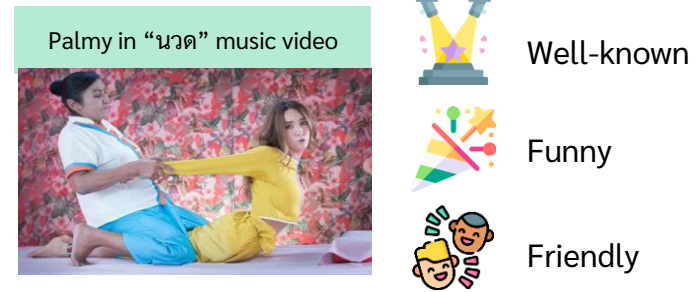 Palmy in “นวด” music video
Well-known
Funny
Friendly